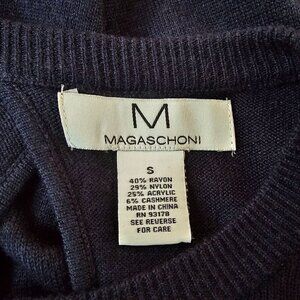 M
MAGASCHONI
S
40% RAYON
29% NYLON
25% ACRYLIC
6% CASHMERE
MADE IN CHINA
RN 93178
SEE REVERSE
FOR CARE